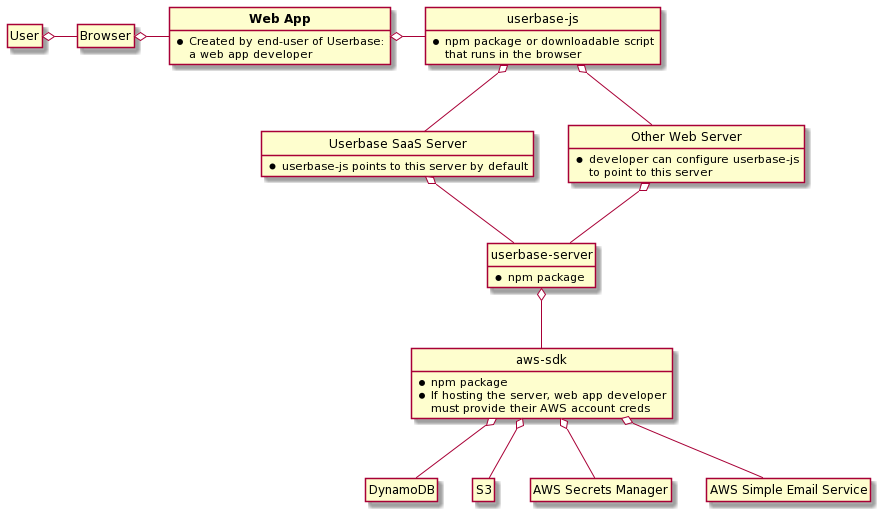 User
Browser
Web App
• Created by end-user of Userbase:
a web app developer
userbase-js
• npm package or downloadable script
that runs in the browser
Userbase SaaS Server
• userbase-js points to this server by default
Other Web Server
• developer can configure userbase-js
to point to this server
userbase-server
• npm package
aws-sdk
• npm package
• If hosting the server, web app developer
must provide their AWS account creds
DynamoDB
S3
AWS Secrets Manager
AWS Simple Email Service